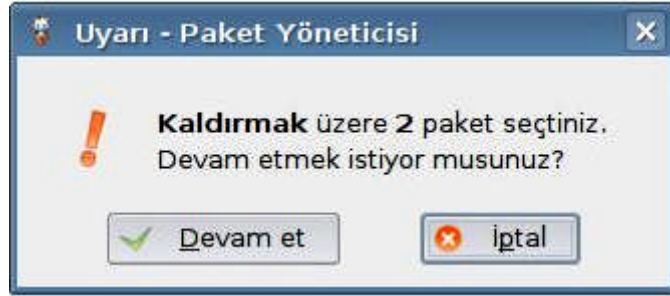 Uyarı - Paket Yöneticisi
Kaldırmak üzere 2 paket seçtiniz.
Devam etmek istiyor musunuz?
Devam et
İptal